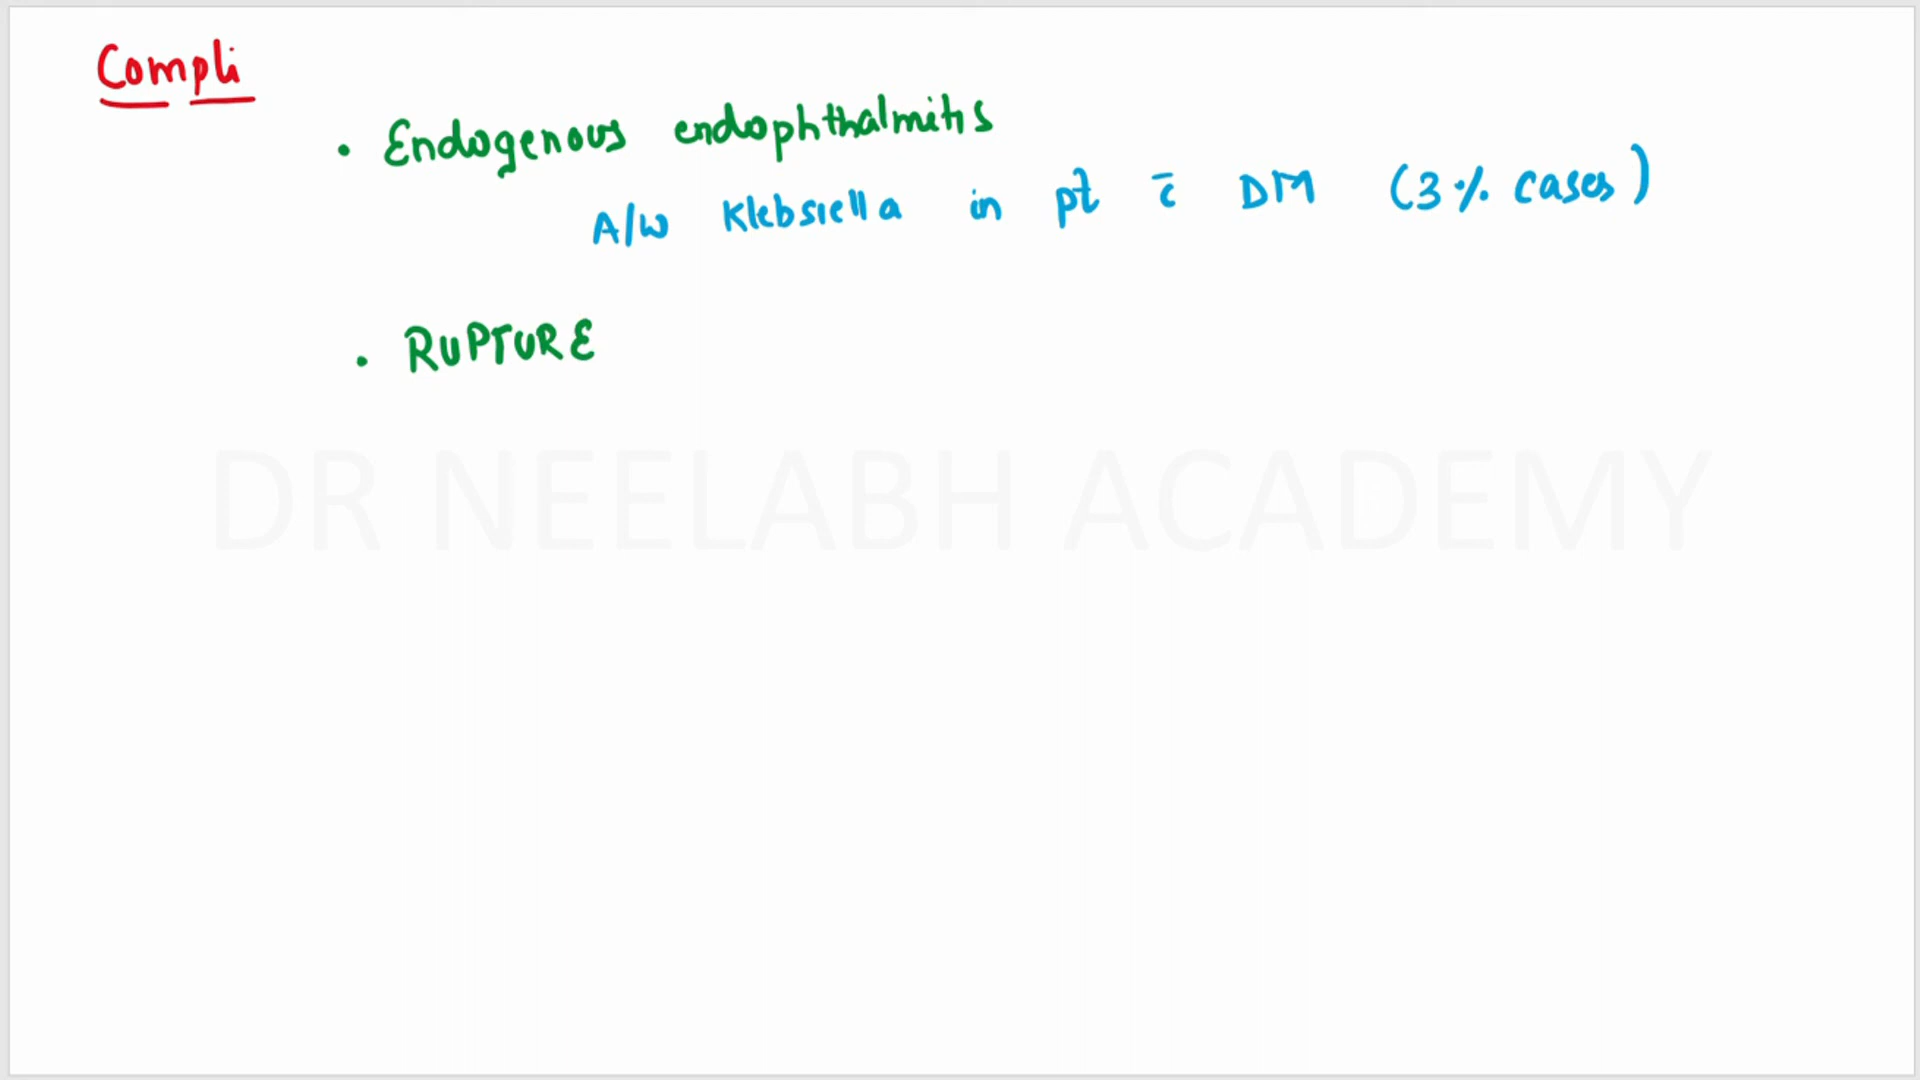 Compli
• Endogenous endophthalmitis
A/w Klebsiella in pt c̄ DM (3% cases)
• RUPTURE
DR NEELABH ACADEMY